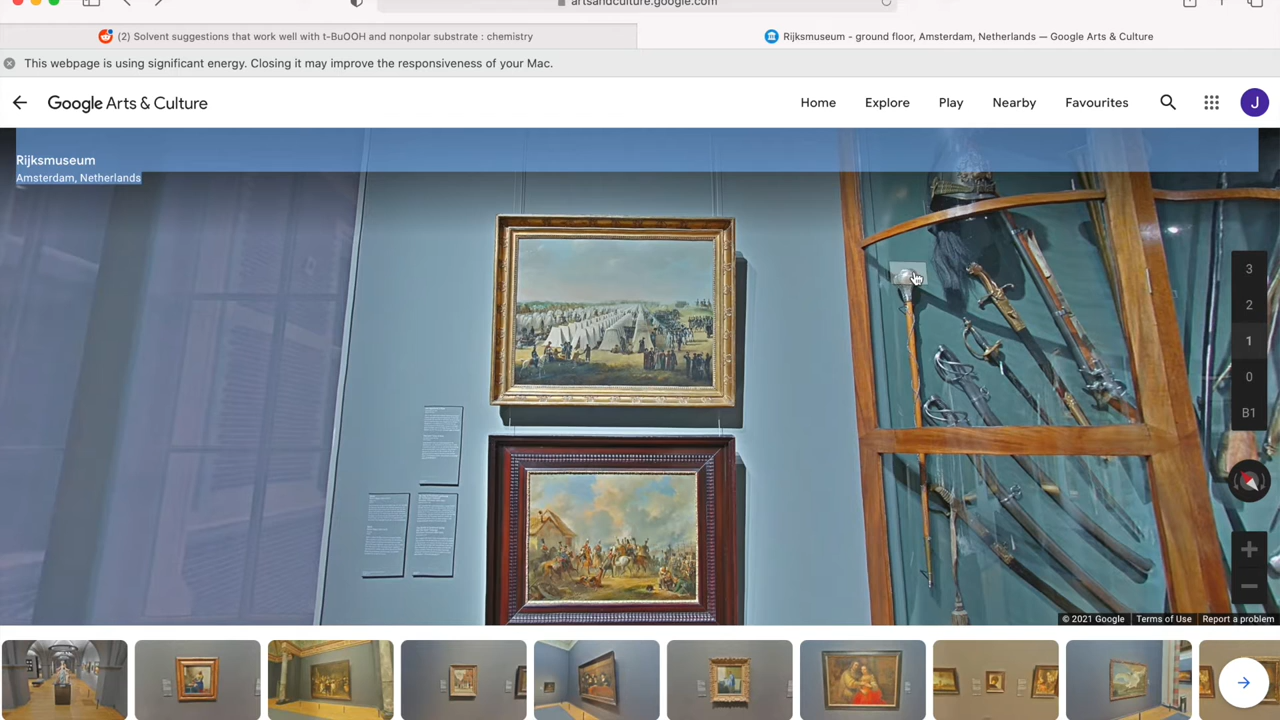 artsandculture.google.com
(2) Solvent suggestions that work well with t-BuOOH and nonpolar substrate : chemistry
Rijksmuseum - ground floor, Amsterdam, Netherlands — Google Arts & Culture
This webpage is using significant energy. Closing it may improve the responsiveness of your Mac.
Google Arts & Culture
Home
Explore
Play
Nearby
Favourites
J
Rijksmuseum
Amsterdam, Netherlands
3
2
1
0
B1
© 2021 Google
Terms of Use
Report a problem